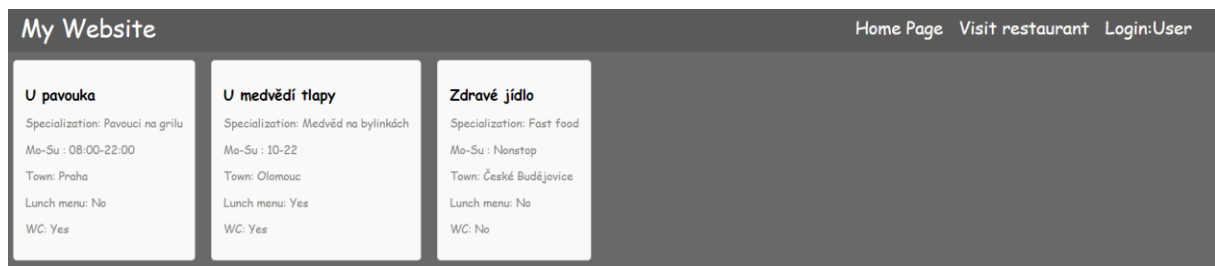 My Website
Home Page Visit restaurant Login:User
U pavouka
Specialization: Pavouci na grilu
Mo-Su : 08:00-22:00
Town: Praha
Lunch menu: No
WC: Yes
U medvědí tlapy
Specialization: Medvěd na bylinkách
Mo-Su : 10-22
Town: Olomouc
Lunch menu: Yes
WC: Yes
Zdravé jídlo
Specialization: Fast food
Mo-Su : Nonstop
Town: České Budějovice
Lunch menu: No
WC: No